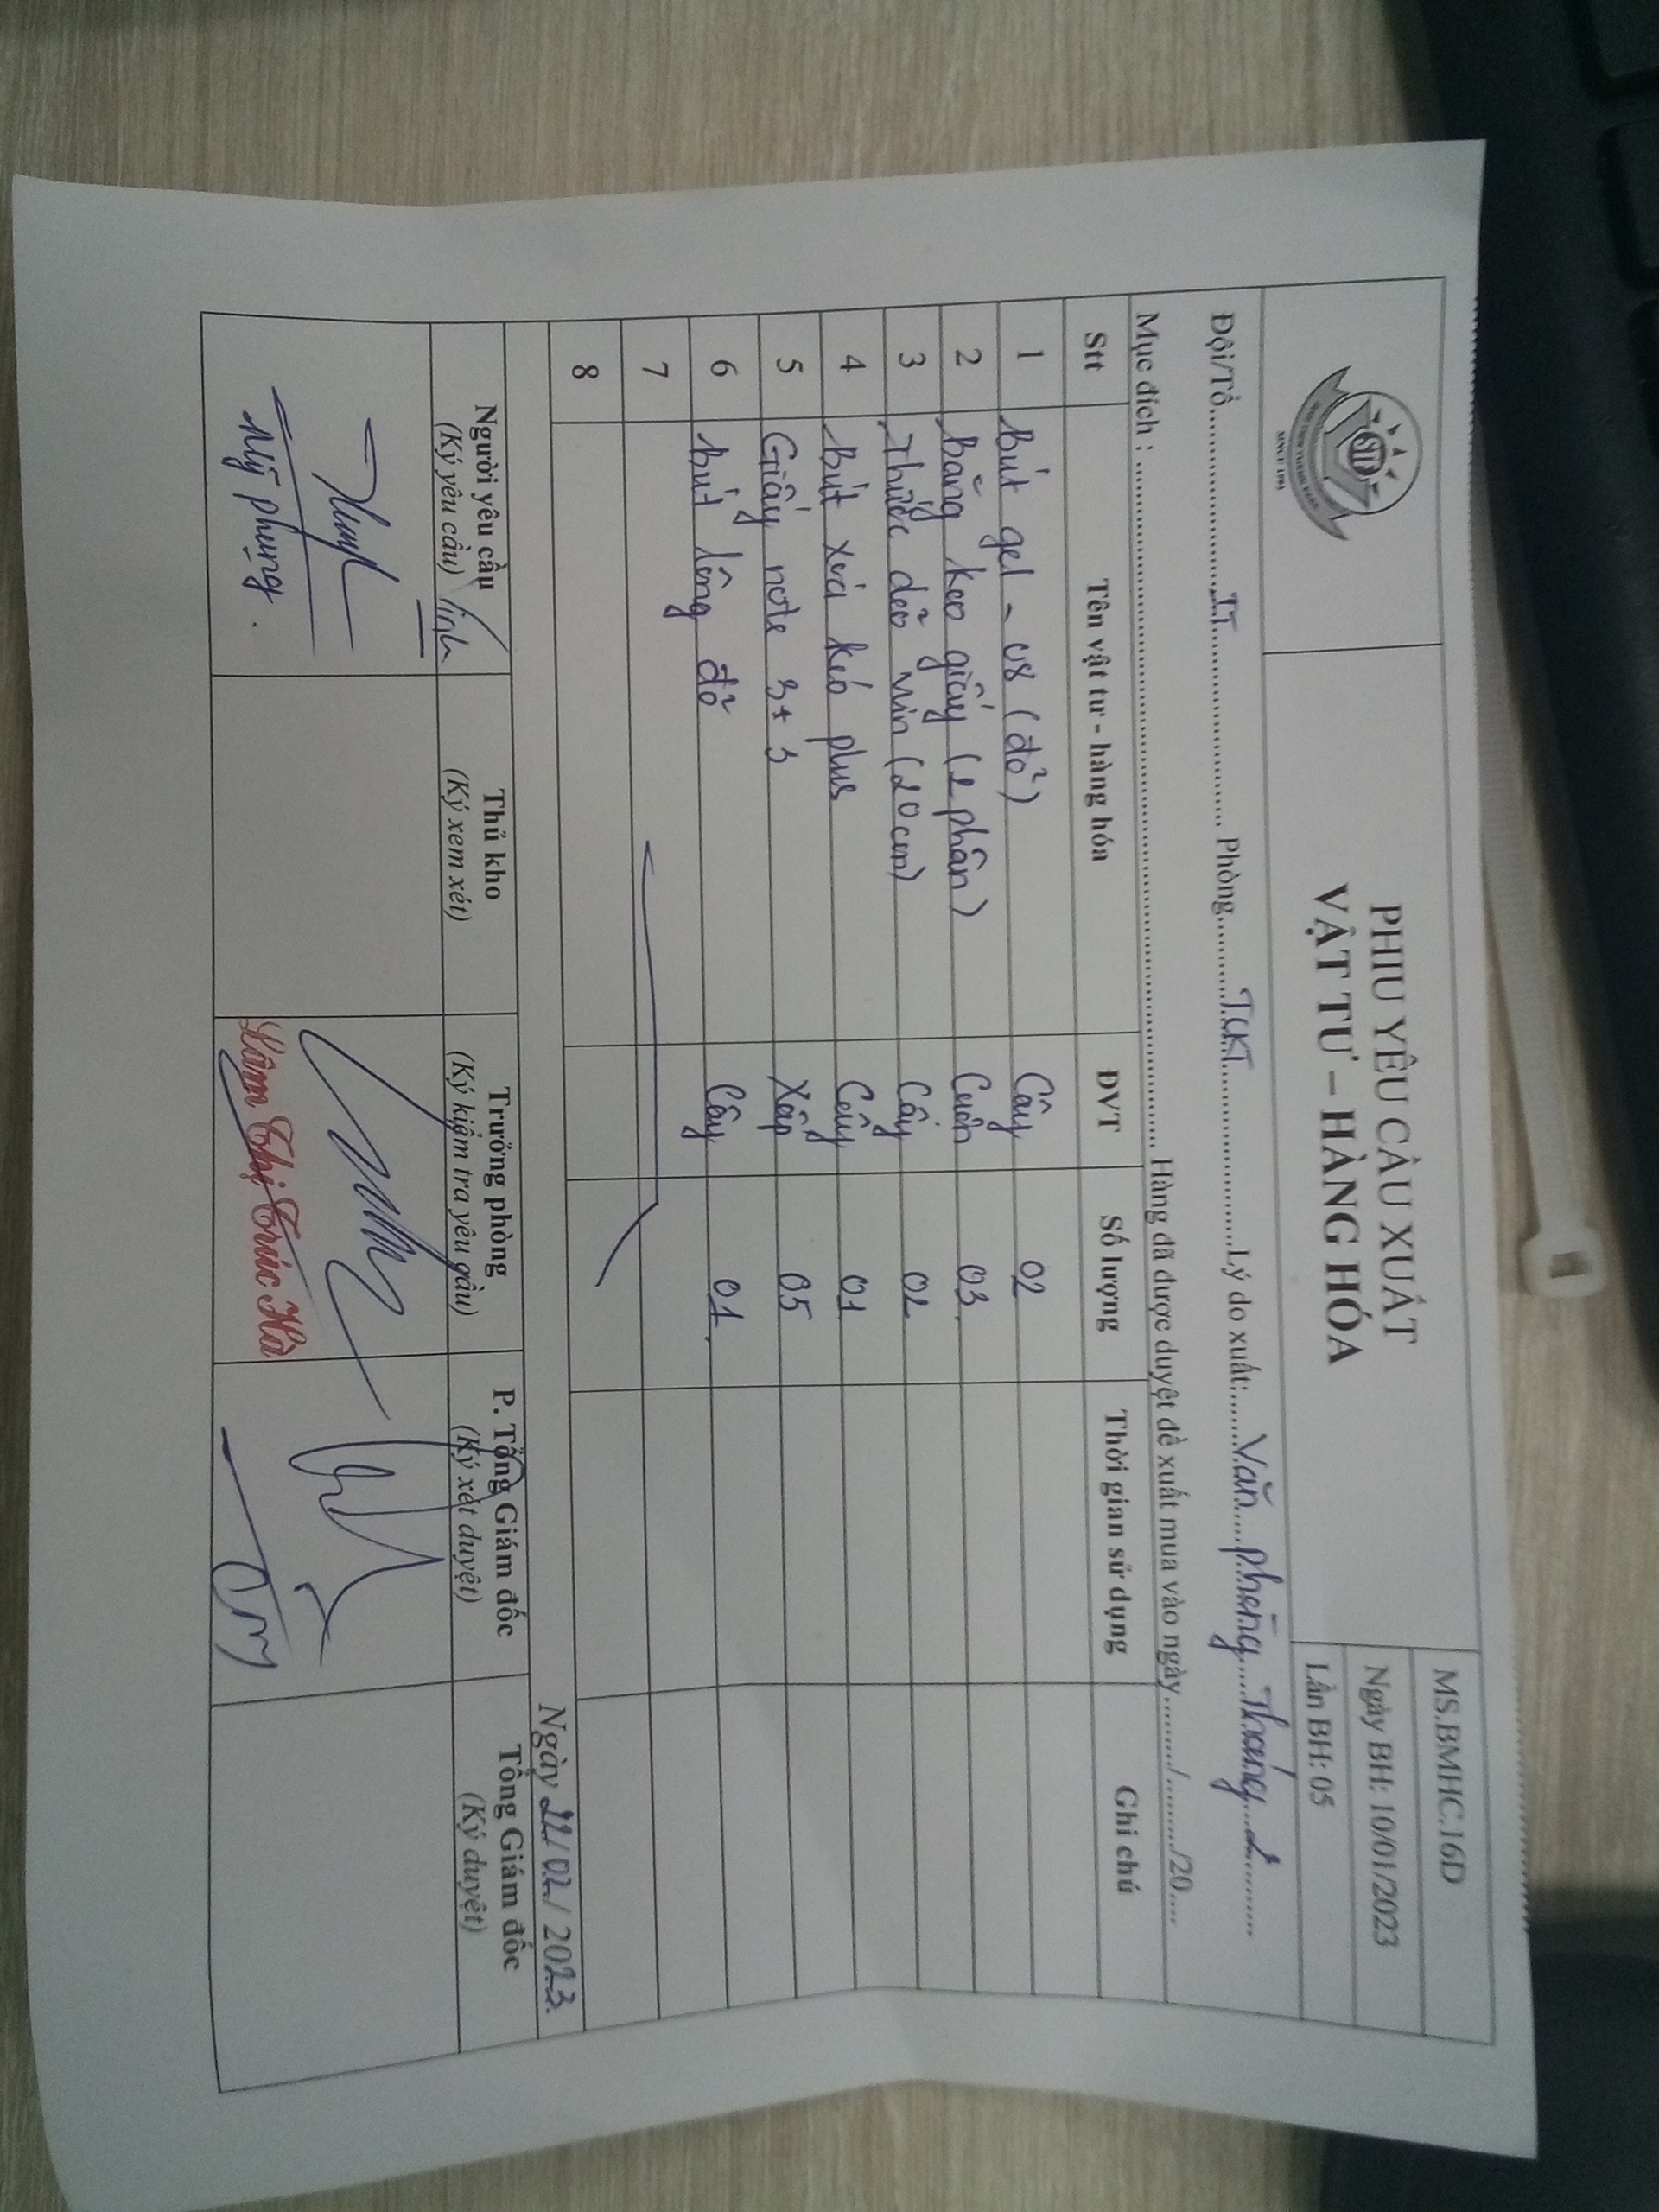 PHIU YÊU CẦU XUẤT
VẬT TƯ – HÀNG HÓA
MS.BMHC.16D
Ngày BH: 10/01/2023
Lần BH: 05
SINCE 1993
Đội/Tổ.......... TT .......... Phòng.......... TCKT ..........Lý do xuất:...... Văn phòng Tháng 2 ..........
Mục đích : .......... Hàng đã được duyệt đề xuất mua vào ngày........../........../20....
Stt Tên vật tư - hàng hóa ĐVT Số lượng Thời gian sử dụng Ghi chú
1 bút gel - 08 (đỏ) Cây 02
2 băng keo giấy (2 phân) Cuộn 03
3 Thước dẻo Win (20cm) Cây 02
4 bút xóa kéo plus Cây 01
5 Giấy note 3 + 3 Xấp 05
6 bút lông đỏ Cây 01
7
8
Ngày 22/02/2023
Người yêu cầu Thủ kho Trưởng phòng P. Tổng Giám đốc Tổng Giám đốc
(Ký yêu cầu) Linh (Ký xem xét) (Ký kiểm tra yêu cầu) (Ký xét duyệt) (Ký duyệt)
Mỹ phụng. Lâm Thị Trúc Hà